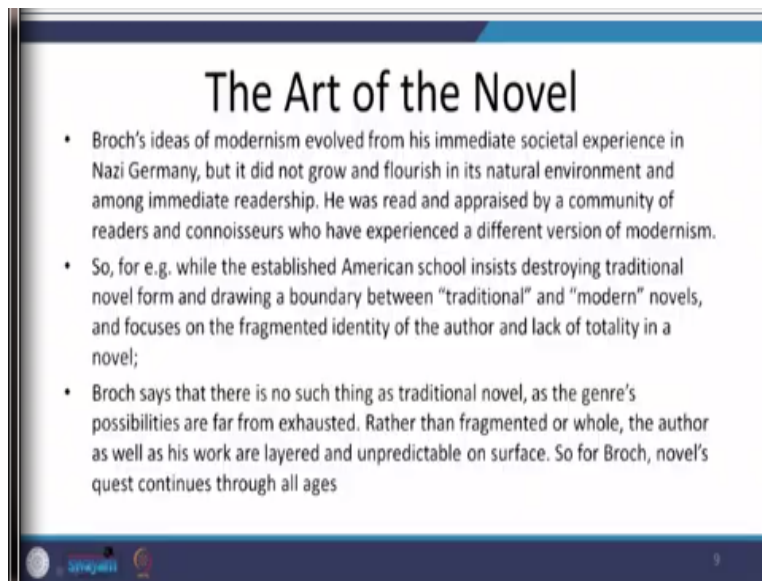 The Art of the Novel
• Broch's ideas of modernism evolved from his immediate societal experience in
Nazi Germany, but it did not grow and flourish in its natural environment and
among immediate readership. He was read and appraised by a community of
readers and connoisseurs who have experienced a different version of modernism.
• So, for e.g. while the established American school insists destroying traditional
novel form and drawing a boundary between "traditional" and "modern" novels,
and focuses on the fragmented identity of the author and lack of totality in a
novel;
• Broch says that there is no such thing as traditional novel, as the genre's
possibilities are far from exhausted. Rather than fragmented or whole, the author
as well as his work are layered and unpredictable on surface. So for Broch, novel's
quest continues through all ages
swayam
9